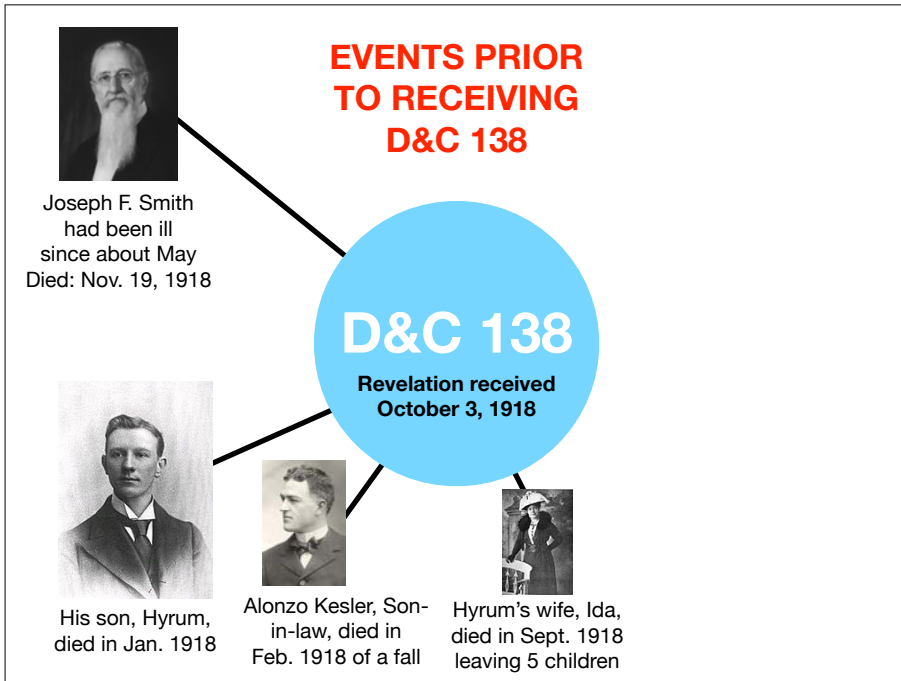 EVENTS PRIOR
TO RECEIVING
D&C 138
Joseph F. Smith
had been ill
since about May
Died: Nov. 19, 1918
D&C 138
Revelation received
October 3, 1918
His son, Hyrum,
died in Jan. 1918
Alonzo Kesler, Son-
in-law, died in
Feb. 1918 of a fall
Hyrum’s wife, Ida,
died in Sept. 1918
leaving 5 children